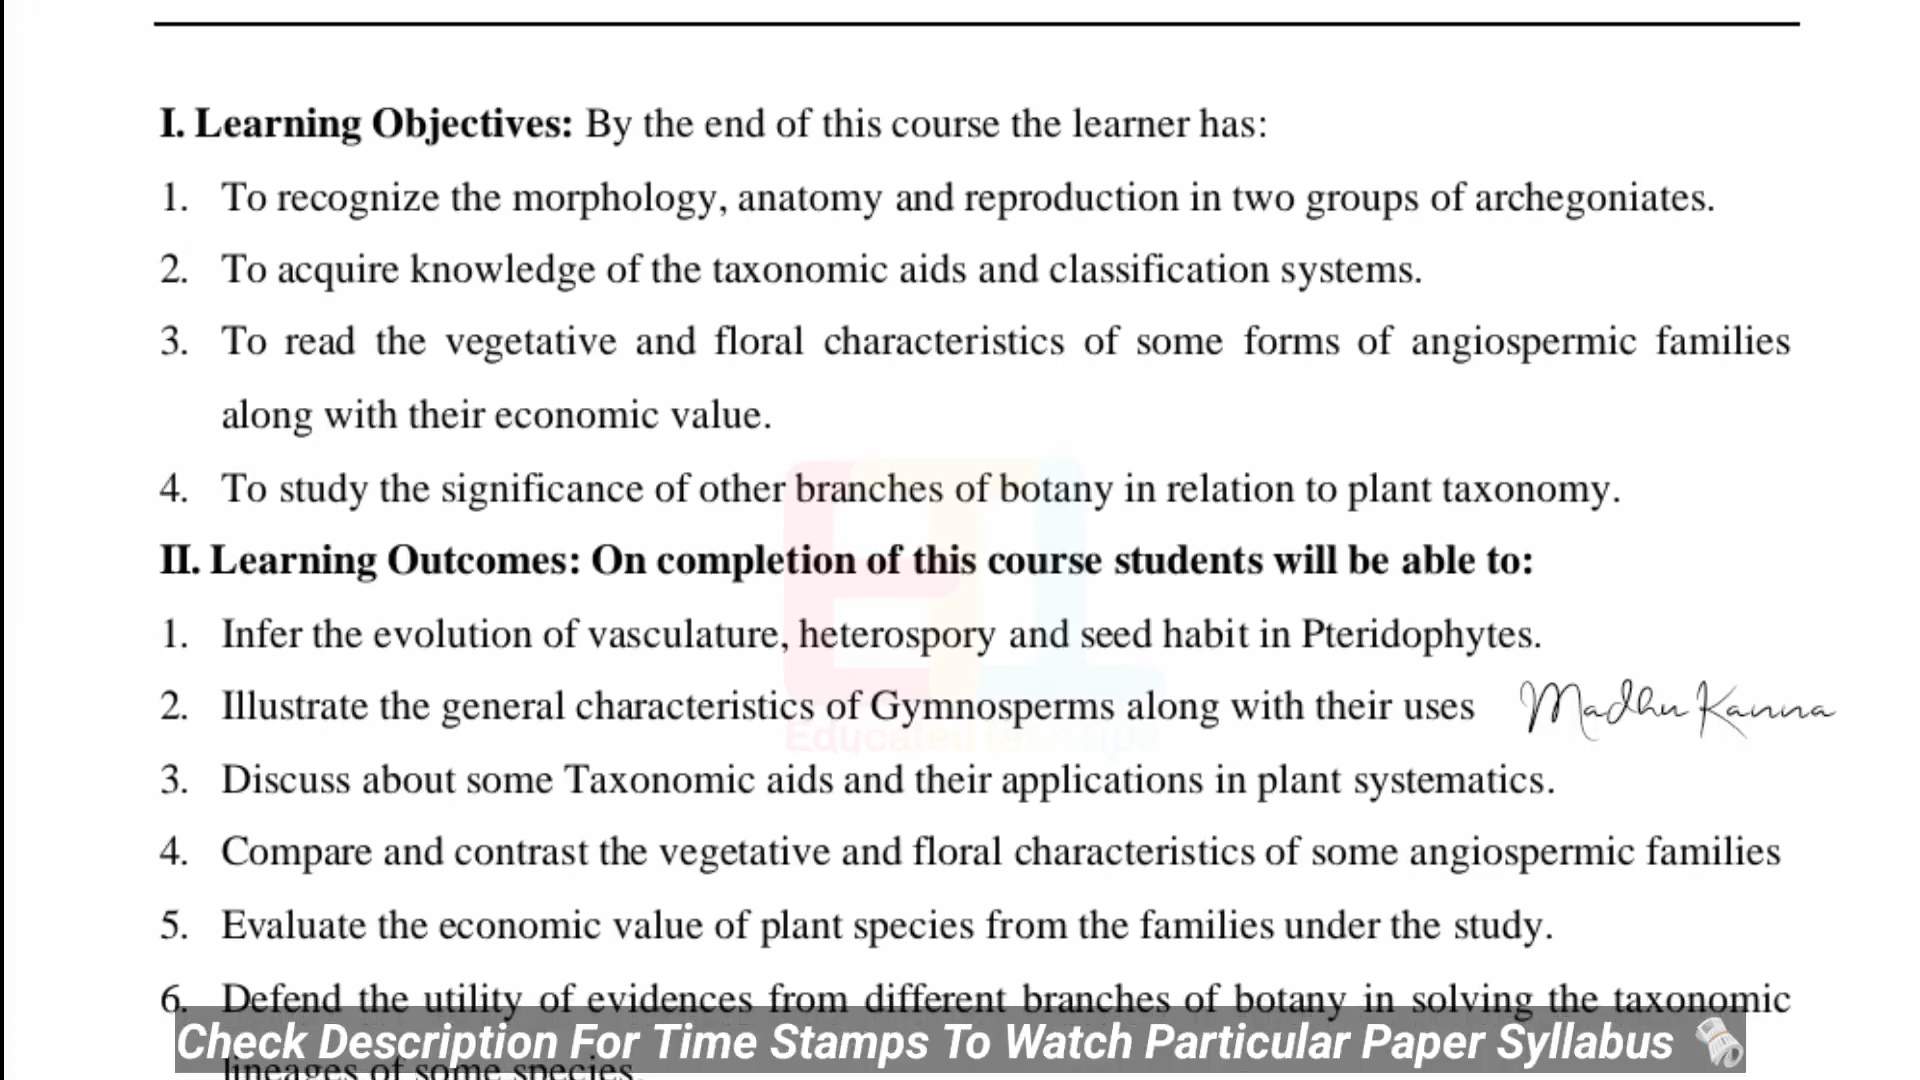 I. Learning Objectives: By the end of this course the learner has:
1. To recognize the morphology, anatomy and reproduction in two groups of archegoniates.
2. To acquire knowledge of the taxonomic aids and classification systems.
3. To read the vegetative and floral characteristics of some forms of angiospermic families
along with their economic value.
4. To study the significance of other branches of botany in relation to plant taxonomy.
II. Learning Outcomes: On completion of this course students will be able to:
1. Infer the evolution of vasculature, heterospory and seed habit in Pteridophytes.
2. Illustrate the general characteristics of Gymnosperms along with their uses Madhu Kanna
Educated
3. Discuss about some Taxonomic aids and their applications in plant systematics.
4. Compare and contrast the vegetative and floral characteristics of some angiospermic families
5. Evaluate the economic value of plant species from the families under the study.
6. Defend the utility of evidences from different branches of botany in solving the taxonomic
Check Description For Time Stamps To Watch Particular Paper Syllabus
lineages of some species.